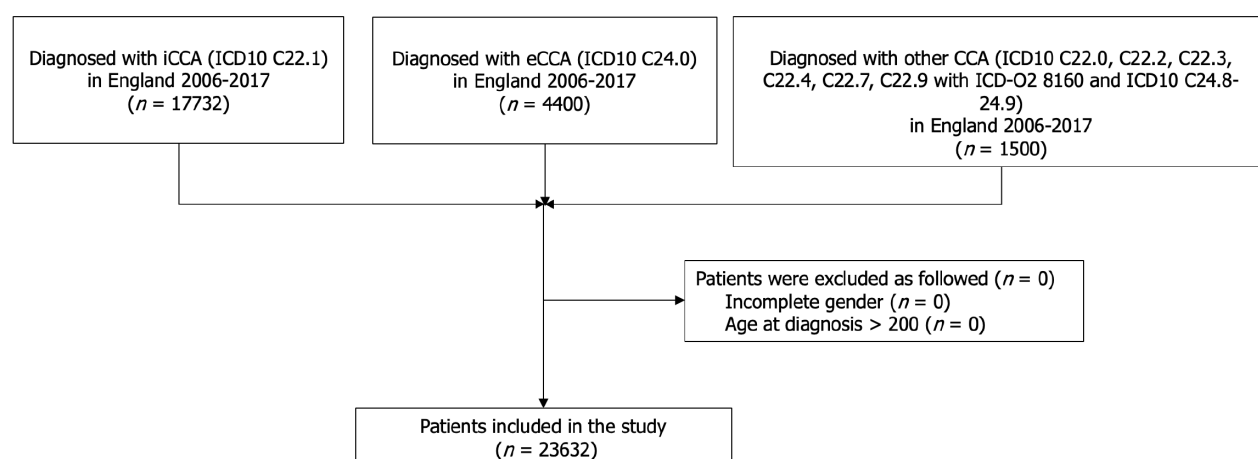 Diagnosed with iCCA (ICD10 C22.1)
in England 2006-2017
(n = 17732)
Diagnosed with eCCA (ICD10 C24.0)
in England 2006-2017
(n = 4400)
Diagnosed with other CCA (ICD10 C22.0, C22.2, C22.3,
C22.4, C22.7, C22.9 with ICD-O2 8160 and ICD10 C24.8-
24.9)
in England 2006-2017
(n = 1500)
Patients were excluded as followed (n = 0)
Incomplete gender (n = 0)
Age at diagnosis > 200 (n = 0)
Patients included in the study
(n = 23632)